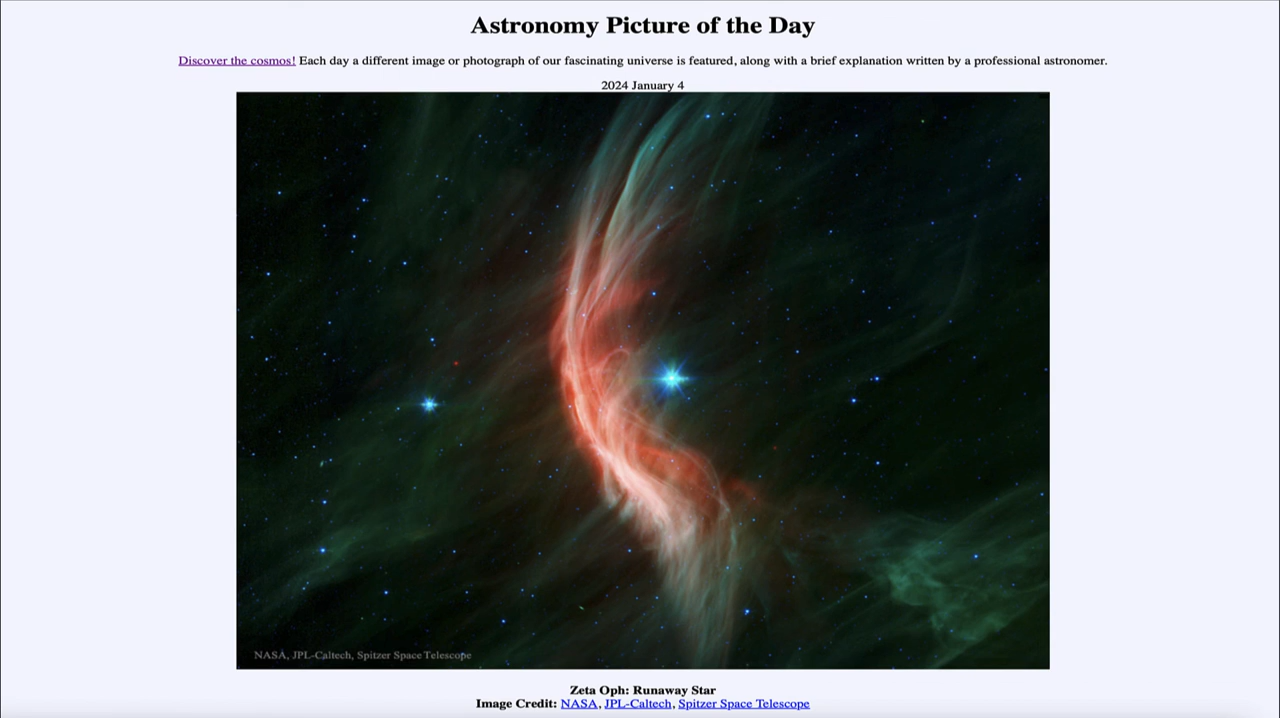 Astronomy Picture of the Day
Discover the cosmos! Each day a different image or photograph of our fascinating universe is featured, along with a brief explanation written by a professional astronomer.
2024 January 4
NASA, JPL-Caltech, Spitzer Space Telescope
Zeta Oph: Runaway Star
Image Credit: NASA, JPL-Caltech, Spitzer Space Telescope